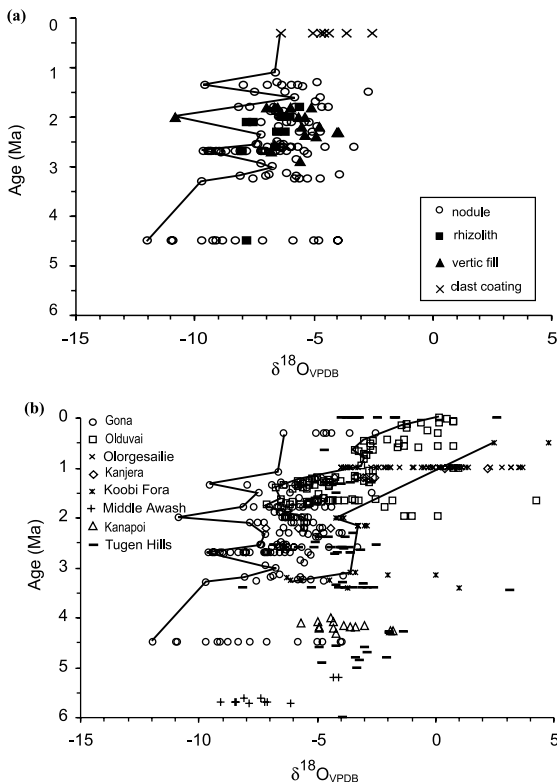 (a)
0
1
2
3
4
5
6
Age (Ma)
nodule
rhizolith
vertic fill
clast coating
-15 -10 -5 0 5
δ18OVPDB
(b)
0
1
2
3
4
5
6
Age (Ma)
Gona
Olduvai
Olorgesailie
Kanjera
Koobi Fora
Middle Awash
Kanapoi
Tugen Hills
-15 -10 -5 0 5
δ18OVPDB